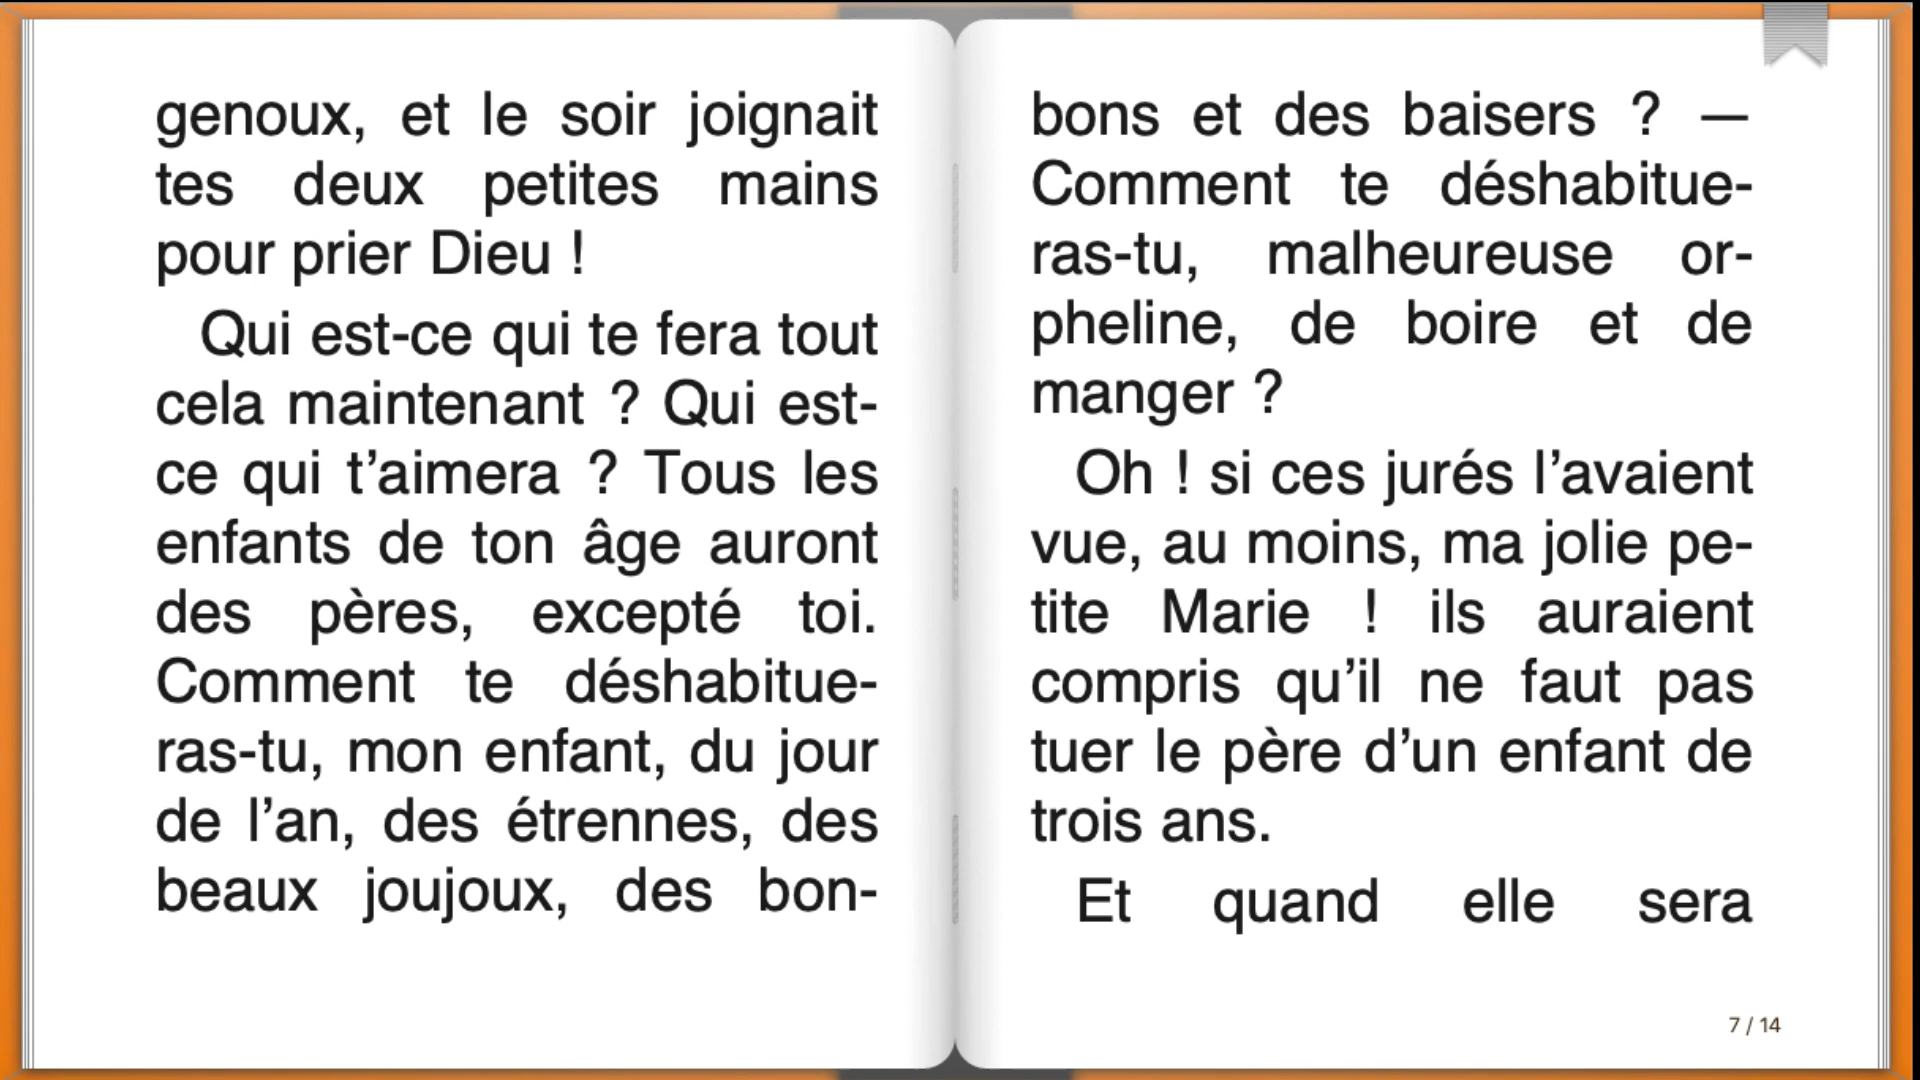 genoux, et le soir joignait
tes deux petites mains
pour prier Dieu !
Qui est-ce qui te fera tout
cela maintenant ? Qui est-
ce qui t’aimera ? Tous les
enfants de ton âge auront
des pères, excepté toi.
Comment te déshabitue-
ras-tu, mon enfant, du jour
de l’an, des étrennes, des
beaux joujoux, des bon-
bons et des baisers ? —
Comment te déshabitue-
ras-tu, malheureuse or-
pheline, de boire et de
manger ?
Oh ! si ces jurés l’avaient
vue, au moins, ma jolie pe-
tite Marie ! ils auraient
compris qu’il ne faut pas
tuer le père d’un enfant de
trois ans.
Et quand elle sera
7 / 14